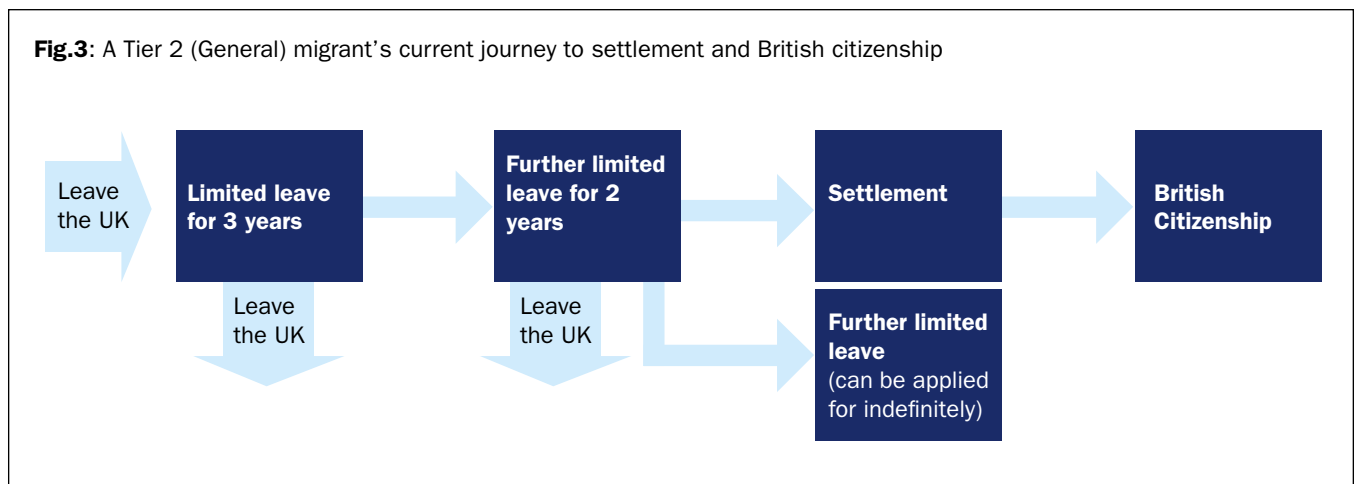 Fig.3: A Tier 2 (General) migrant's current journey to settlement and British citizenship
Leave
the UK
Limited leave
for 3 years
Further limited
leave for 2
years
Settlement
British
Citizenship
Leave
the UK
Leave
the UK
Further limited
leave
(can be applied
for indefinitely)